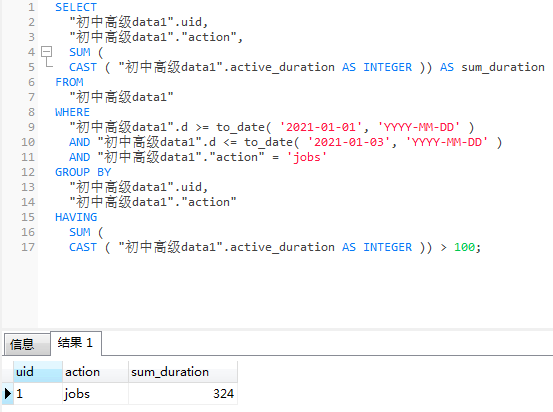 1 SELECT
2 "初中高级data1".uid,
3 "初中高级data1"."action",
4 SUM (
5 CAST ( "初中高级data1".active_duration AS INTEGER )) AS sum_duration
6 FROM
7 "初中高级data1"
8 WHERE
9 "初中高级data1".d >= to_date( '2021-01-01', 'YYYY-MM-DD' )
10 AND "初中高级data1".d <= to_date( '2021-01-03', 'YYYY-MM-DD' )
11 AND "初中高级data1"."action" = 'jobs'
12 GROUP BY
13 "初中高级data1".uid,
14 "初中高级data1"."action"
15 HAVING
16 SUM (
17 CAST ( "初中高级data1".active_duration AS INTEGER )) > 100;
信息 结果 1
uid action sum_duration
1 jobs 324